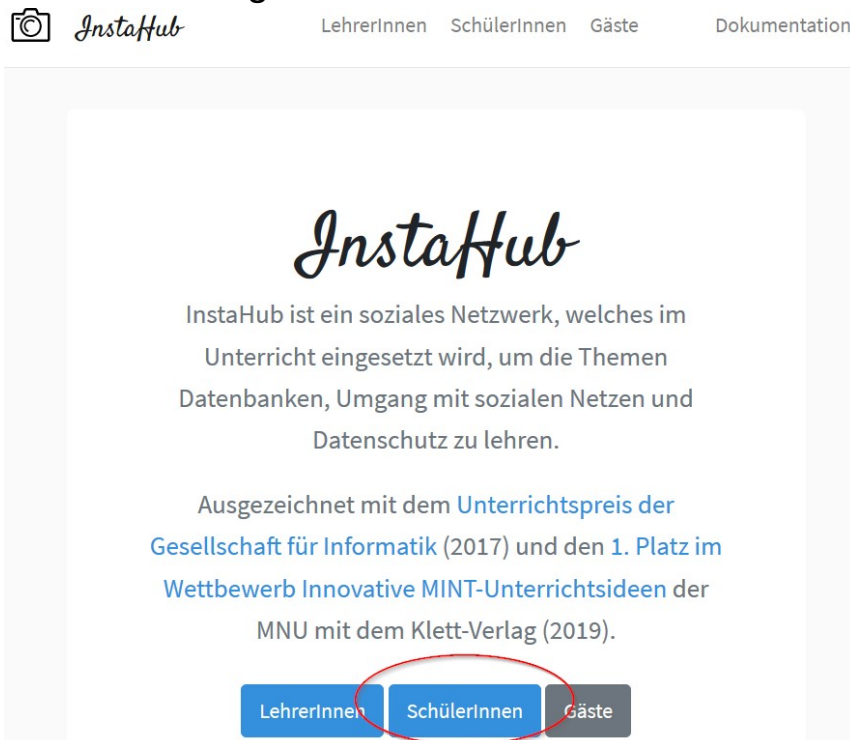 InstaHub LehrerInnen SchülerInnen Gäste Dokumentation
InstaHub
InstaHub ist ein soziales Netzwerk, welches im
Unterricht eingesetzt wird, um die Themen
Datenbanken, Umgang mit sozialen Netzen und
Datenschutz zu lehren.
Ausgezeichnet mit dem Unterrichtspreis der
Gesellschaft für Informatik (2017) und den 1. Platz im
Wettbewerb Innovative MINT-Unterrichtsideen der
MNU mit dem Klett-Verlag (2019).
LehrerInnen SchülerInnen Gäste